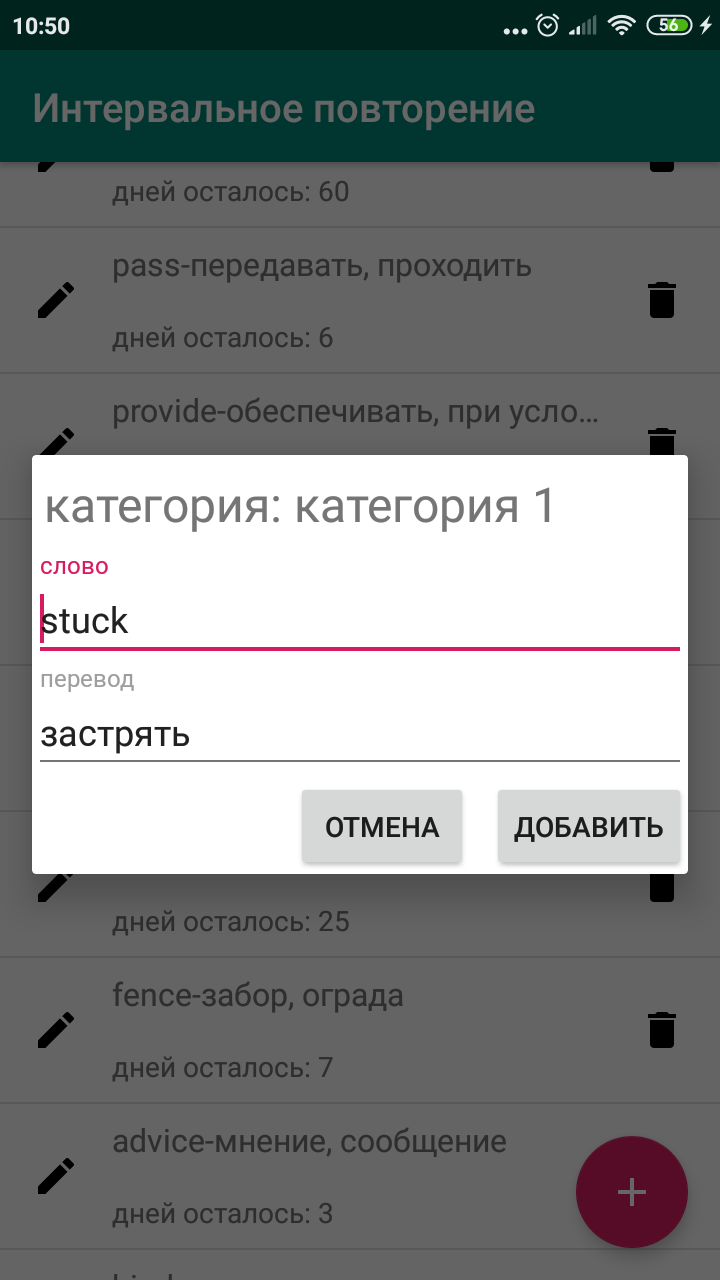 10:50
56
Интервальное повторение
дней осталось: 60
pass-передавать, проходить
дней осталось: 6
provide-обеспечивать, при усло...
категория: категория 1
слово
stuck
перевод
застрять
ОТМЕНА ДОБАВИТЬ
дней осталось: 25
fence-забор, ограда
дней осталось: 7
advice-мнение, сообщение
дней осталось: 3